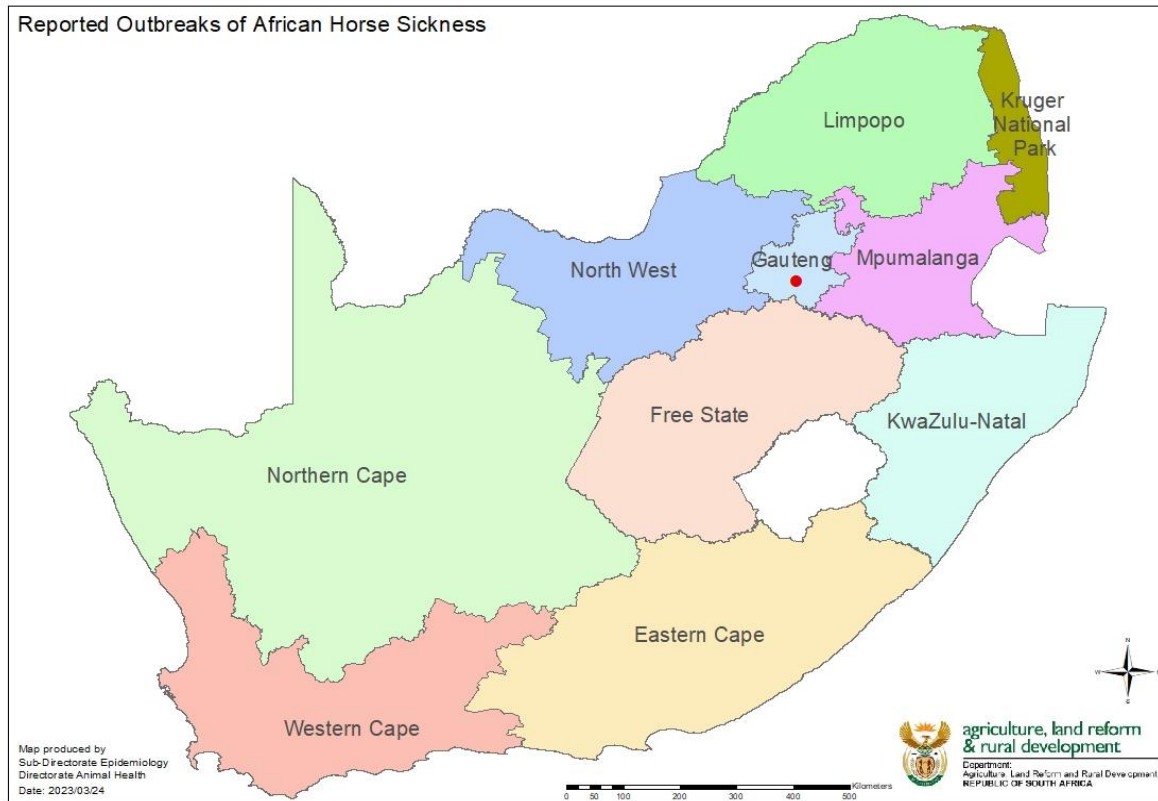 Reported Outbreaks of African Horse Sickness
Limpopo
Kruger
National
Park
North West
Gauteng
Mpumalanga
Free State
KwaZulu-Natal
Northern Cape
Eastern Cape
Western Cape
N
W
S
Map produced by
Sub-Directorate Epidemiology
Directorate Animal Health
Date: 2023/03/24
Kilometers
0 50 100 200 300 400 500
agriculture, land reform
& rural development
Department:
Agriculture, Land Reform and Rural Development
REPUBLIC OF SOUTH AFRICA